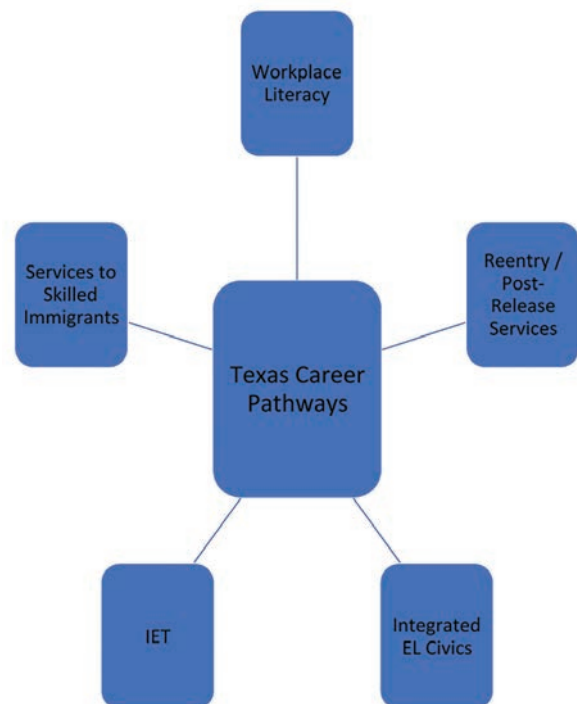 Workplace
Literacy
Services to
Skilled
Immigrants
Reentry /
Post-
Release
Services
Texas Career
Pathways
IET
Integrated
EL Civics